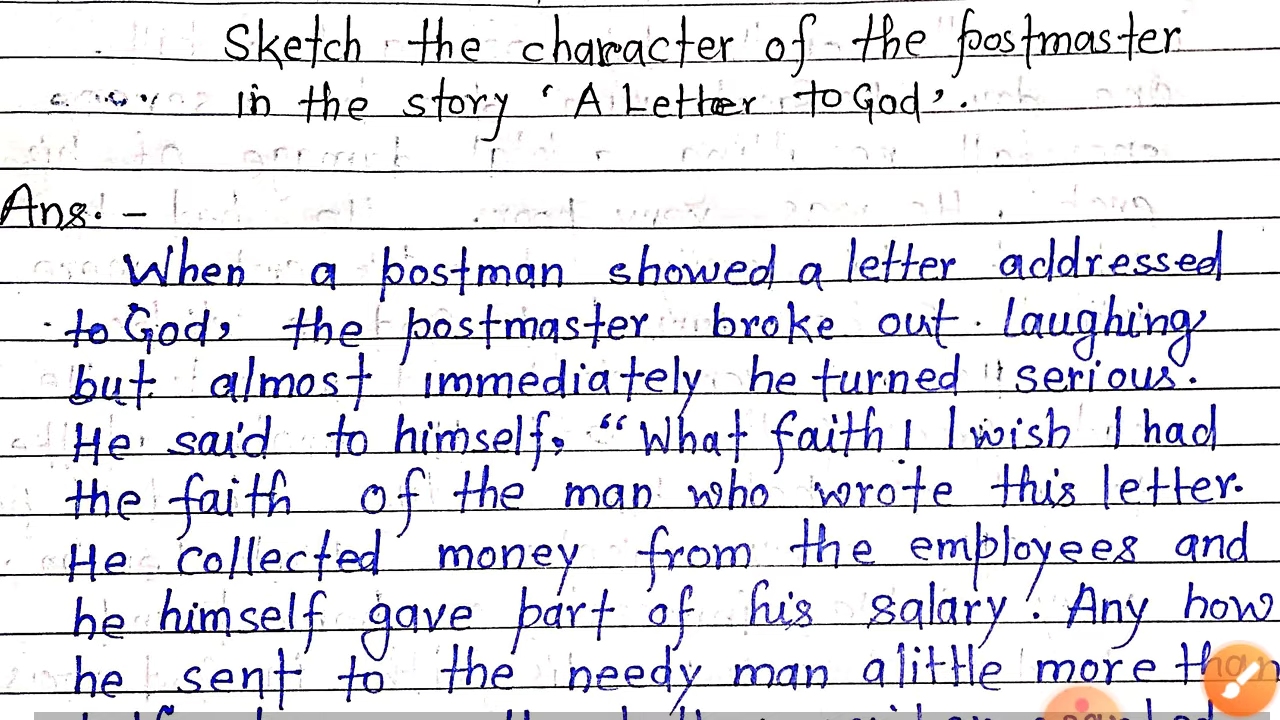 Sketch the character of the postmaster
in the story 'A Letter to God'.
Ans. -
When a postman showed a letter addressed
to God, the postmaster broke out laughing
but almost immediately he turned serious.
He said to himself, "What faith! I wish I had
the faith of the man who wrote this letter.
He collected money from the employees and
he himself gave part of his salary. Any how
he sent to the needy man a little more than